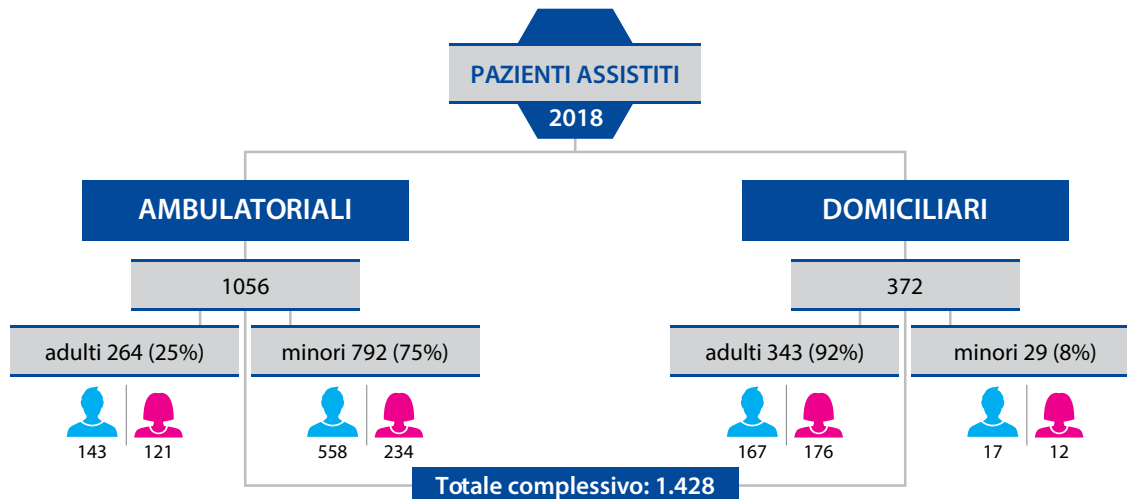 PAZIENTI ASSISTITI
2018
AMBULATORIALI
DOMICILIARI
1056
372
adulti 264 (25%)
minori 792 (75%)
adulti 343 (92%)
minori 29 (8%)
143
121
558
234
167
176
17
12
Totale complessivo: 1.428